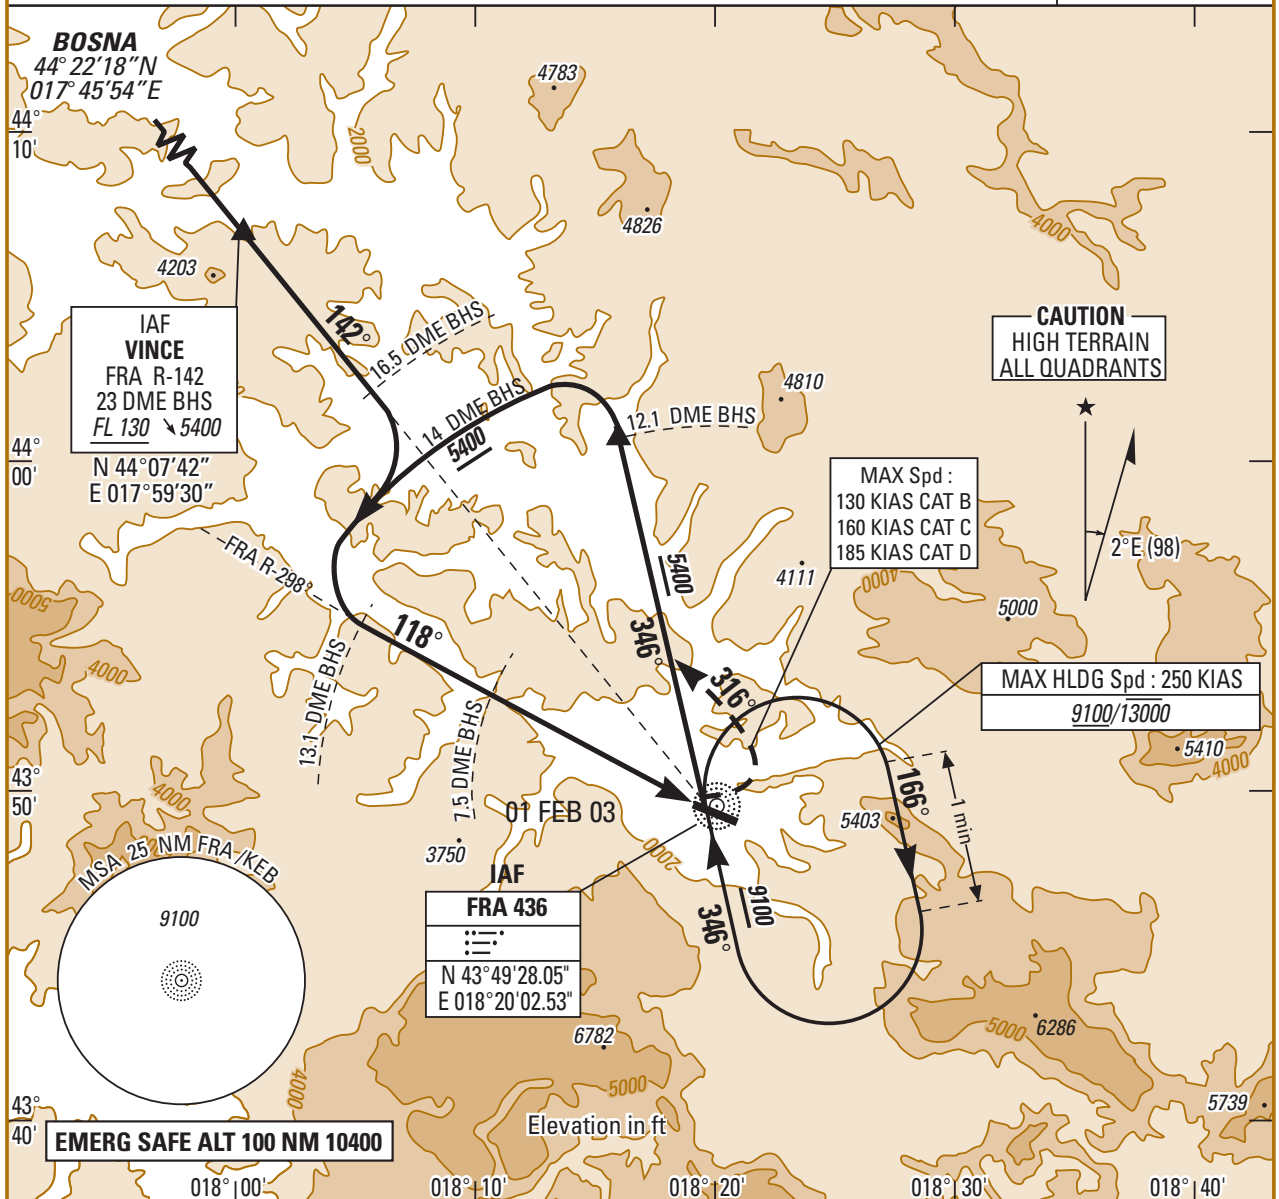 BOSNA
44° 22'18"N
017° 45'54"E
44°
10'
2000
4783
4826
4000
4203
IAF
VINCE
FRA R-142
23 DME BHS
FL 130 ↘ 5400
N 44°07'42"
E 017°59'30"
142°
16.5 DME BHS
14 DME BHS
5400
12.1 DME BHS
4810
CAUTION
HIGH TERRAIN
ALL QUADRANTS
44°
00'
MAX Spd :
130 KIAS CAT B
160 KIAS CAT C
185 KIAS CAT D
2°E (98)
FRA R-298°
5400
4111
4000
5000
5000
4000
118°
346°
316°
13.1 DME BHS
7.5 DME BHS
MAX HLDG Spd : 250 KIAS
9100/13000
5410
4000
43°
50'
4000
01 FEB 03
3750
2000
166°
1 min
5403
MSA 25 NM FRA/KEB
9100
IAF
FRA 436
N 43°49'28.05"
E 018°20'02.53"
346°
9100
6782
5000
6286
5000
4000
5739
43°
40'
EMERG SAFE ALT 100 NM 10400
Elevation in ft
018°00'
018°10'
018°20'
018°30'
018°40'